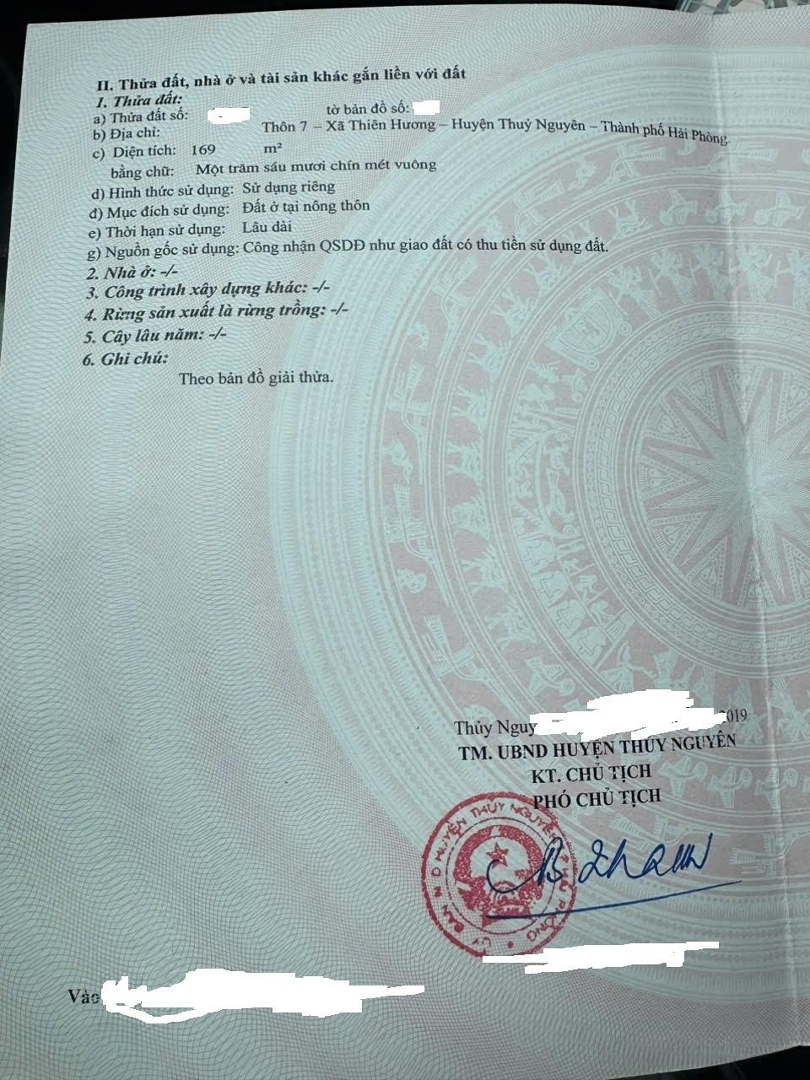 II. Thửa đất, nhà ở và tài sản khác gắn liền với đất
1. Thửa đất:
a) Thửa đất số: tờ bản đồ số:
b) Địa chỉ: Thôn 7 – Xã Thiên Hương – Huyện Thuỷ Nguyên – Thành phố Hải Phòng.
c) Diện tích: 169 m²
bằng chữ: Một trăm sáu mươi chín mét vuông
d) Hình thức sử dụng: Sử dụng riêng
đ) Mục đích sử dụng: Đất ở tại nông thôn
e) Thời hạn sử dụng: Lâu dài
g) Nguồn gốc sử dụng: Công nhận QSDĐ như giao đất có thu tiền sử dụng đất.
2. Nhà ở: -/-
3. Công trình xây dựng khác: -/-
4. Rừng sản xuất là rừng trồng: -/-
5. Cây lâu năm: -/-
6. Ghi chú:
Theo bản đồ giải thửa.
Thủy Nguy 2019
TM. UBND HUYỆN THỦY NGUYÊN
KT. CHỦ TỊCH
PHÓ CHỦ TỊCH
HUYỆN THỦY NGUYÊN
Vào